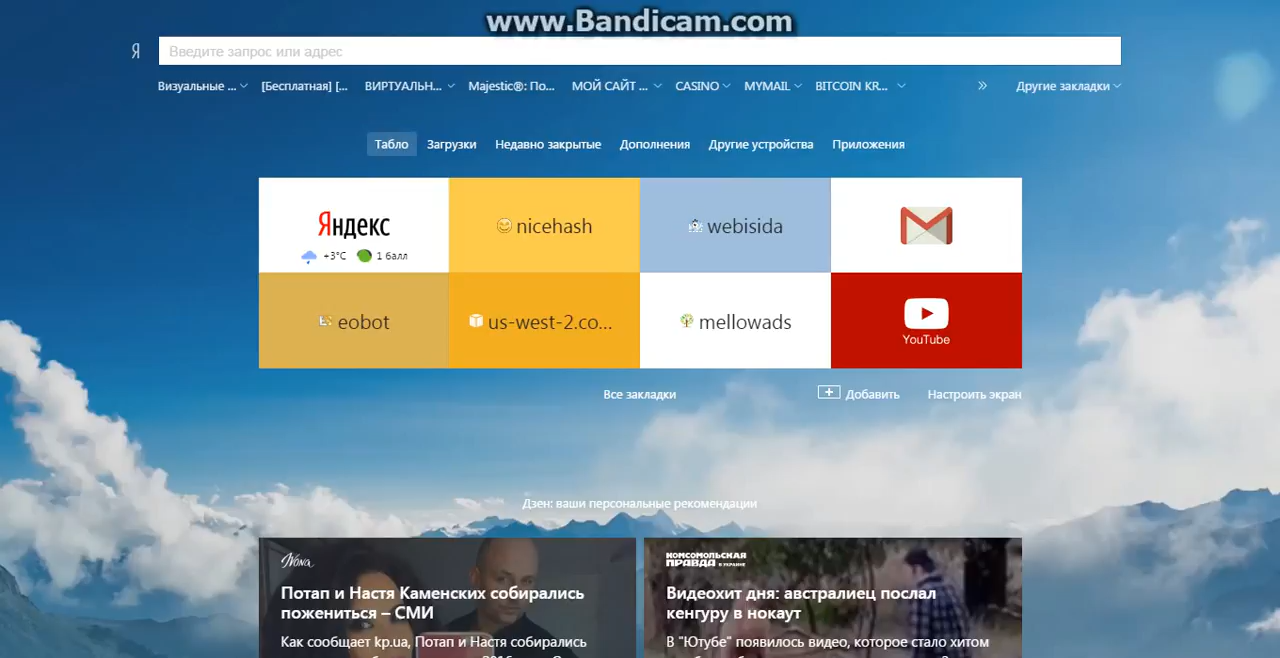 www.Bandicam.com
Я Введите запрос или адрес
Визуальные ... [Бесплатная] [... ВИРТУАЛЬН... Majestic®: По... МОЙ САЙТ ... CASINO MYMAIL BITCOIN KR... » Другие закладки
Табло Загрузки Недавно закрытые Дополнения Другие устройства Приложения
Яндекс
+3°C 1 балл
nicehash
webisida
eobot
us-west-2.co...
mellowads
YouTube
Все закладки Добавить Настроить экран
Дзен: ваши персональные рекомендации
Ivona
Потап и Настя Каменских собирались
пожениться – СМИ
Как сообщает kp.ua, Потап и Настя собирались
КОМСОМОЛЬСКАЯ
ПРАВДА В УКРАИНЕ
Видеохит дня: австралиец послал
кенгуру в нокаут
В "Ютубе" появилось видео, которое стало хитом